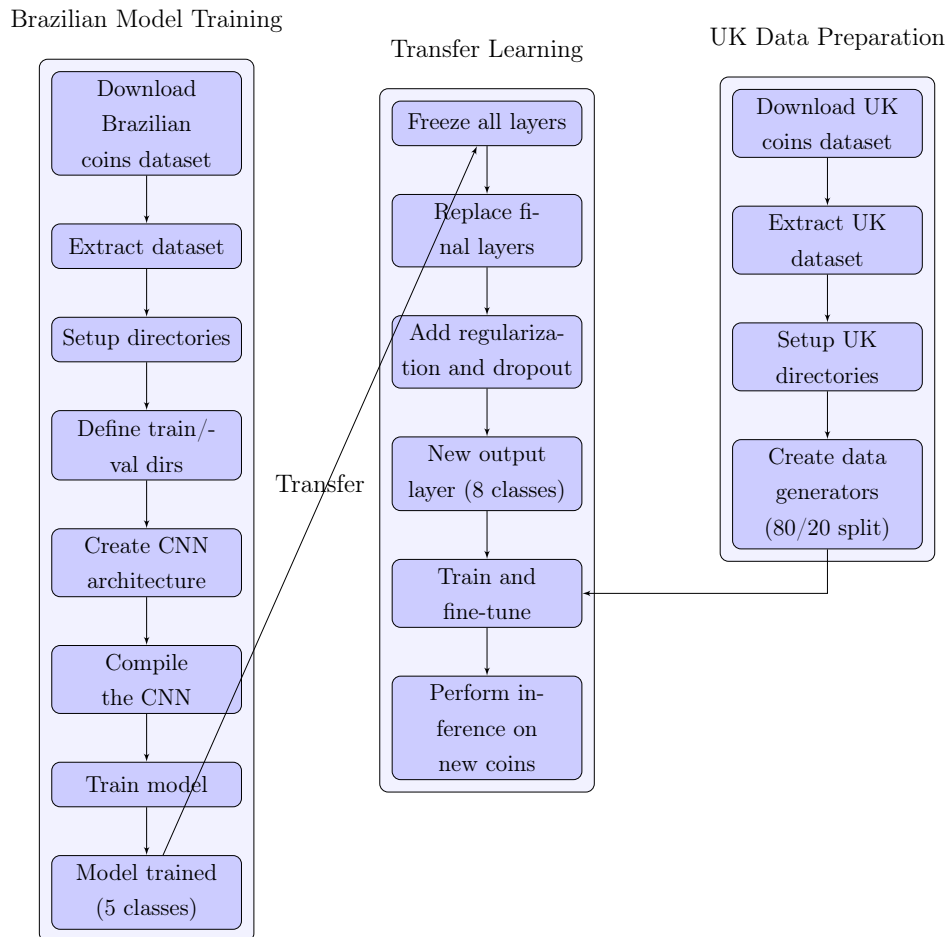 Brazilian Model Training
Download
Brazilian
coins dataset
Extract dataset
Setup directories
Define train/-
val dirs
Create CNN
architecture
Compile
the CNN
Train model
Model trained
(5 classes)
Transfer
Transfer Learning
Freeze all layers
Replace fi-
nal layers
Add regulariza-
tion and dropout
New output
layer (8 classes)
Train and
fine-tune
Perform in-
ference on
new coins
UK Data Preparation
Download UK
coins dataset
Extract UK
dataset
Setup UK
directories
Create data
generators
(80/20 split)